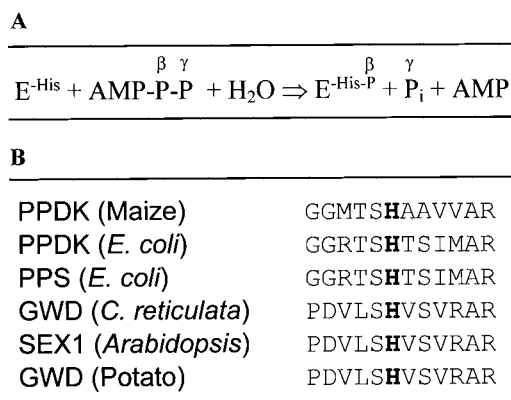 A
β γ
E-His + AMP-P-P + H2O ⇒ E-His-P + Pi + AMP
β γ
B
PPDK (Maize) GGMTSHAAVVAR
PPDK (E. coli) GGRTSHTSIMAR
PPS (E. coli) GGRTSHTSIMAR
GWD (C. reticulata) PDVLSHVSVRAR
SEX1 (Arabidopsis) PDVLSHVSVRAR
GWD (Potato) PDVLSHVSVRAR